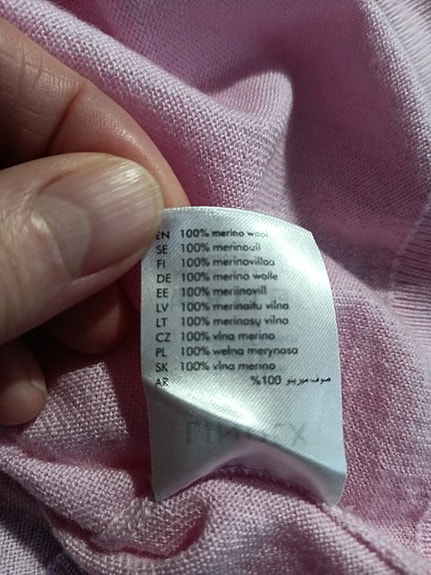 EN 100% merino wool
SE 100% merinoull
FI 100% merinovillaa
DE 100% merino wolle
EE 100% meriinovill
LV 100% merinaitu vilna
LT 100% merinosų vilna
CZ 100% vlna merino
PL 100% wełna merynosa
SK 100% vlna merino
AR صوف ميرينو 100%